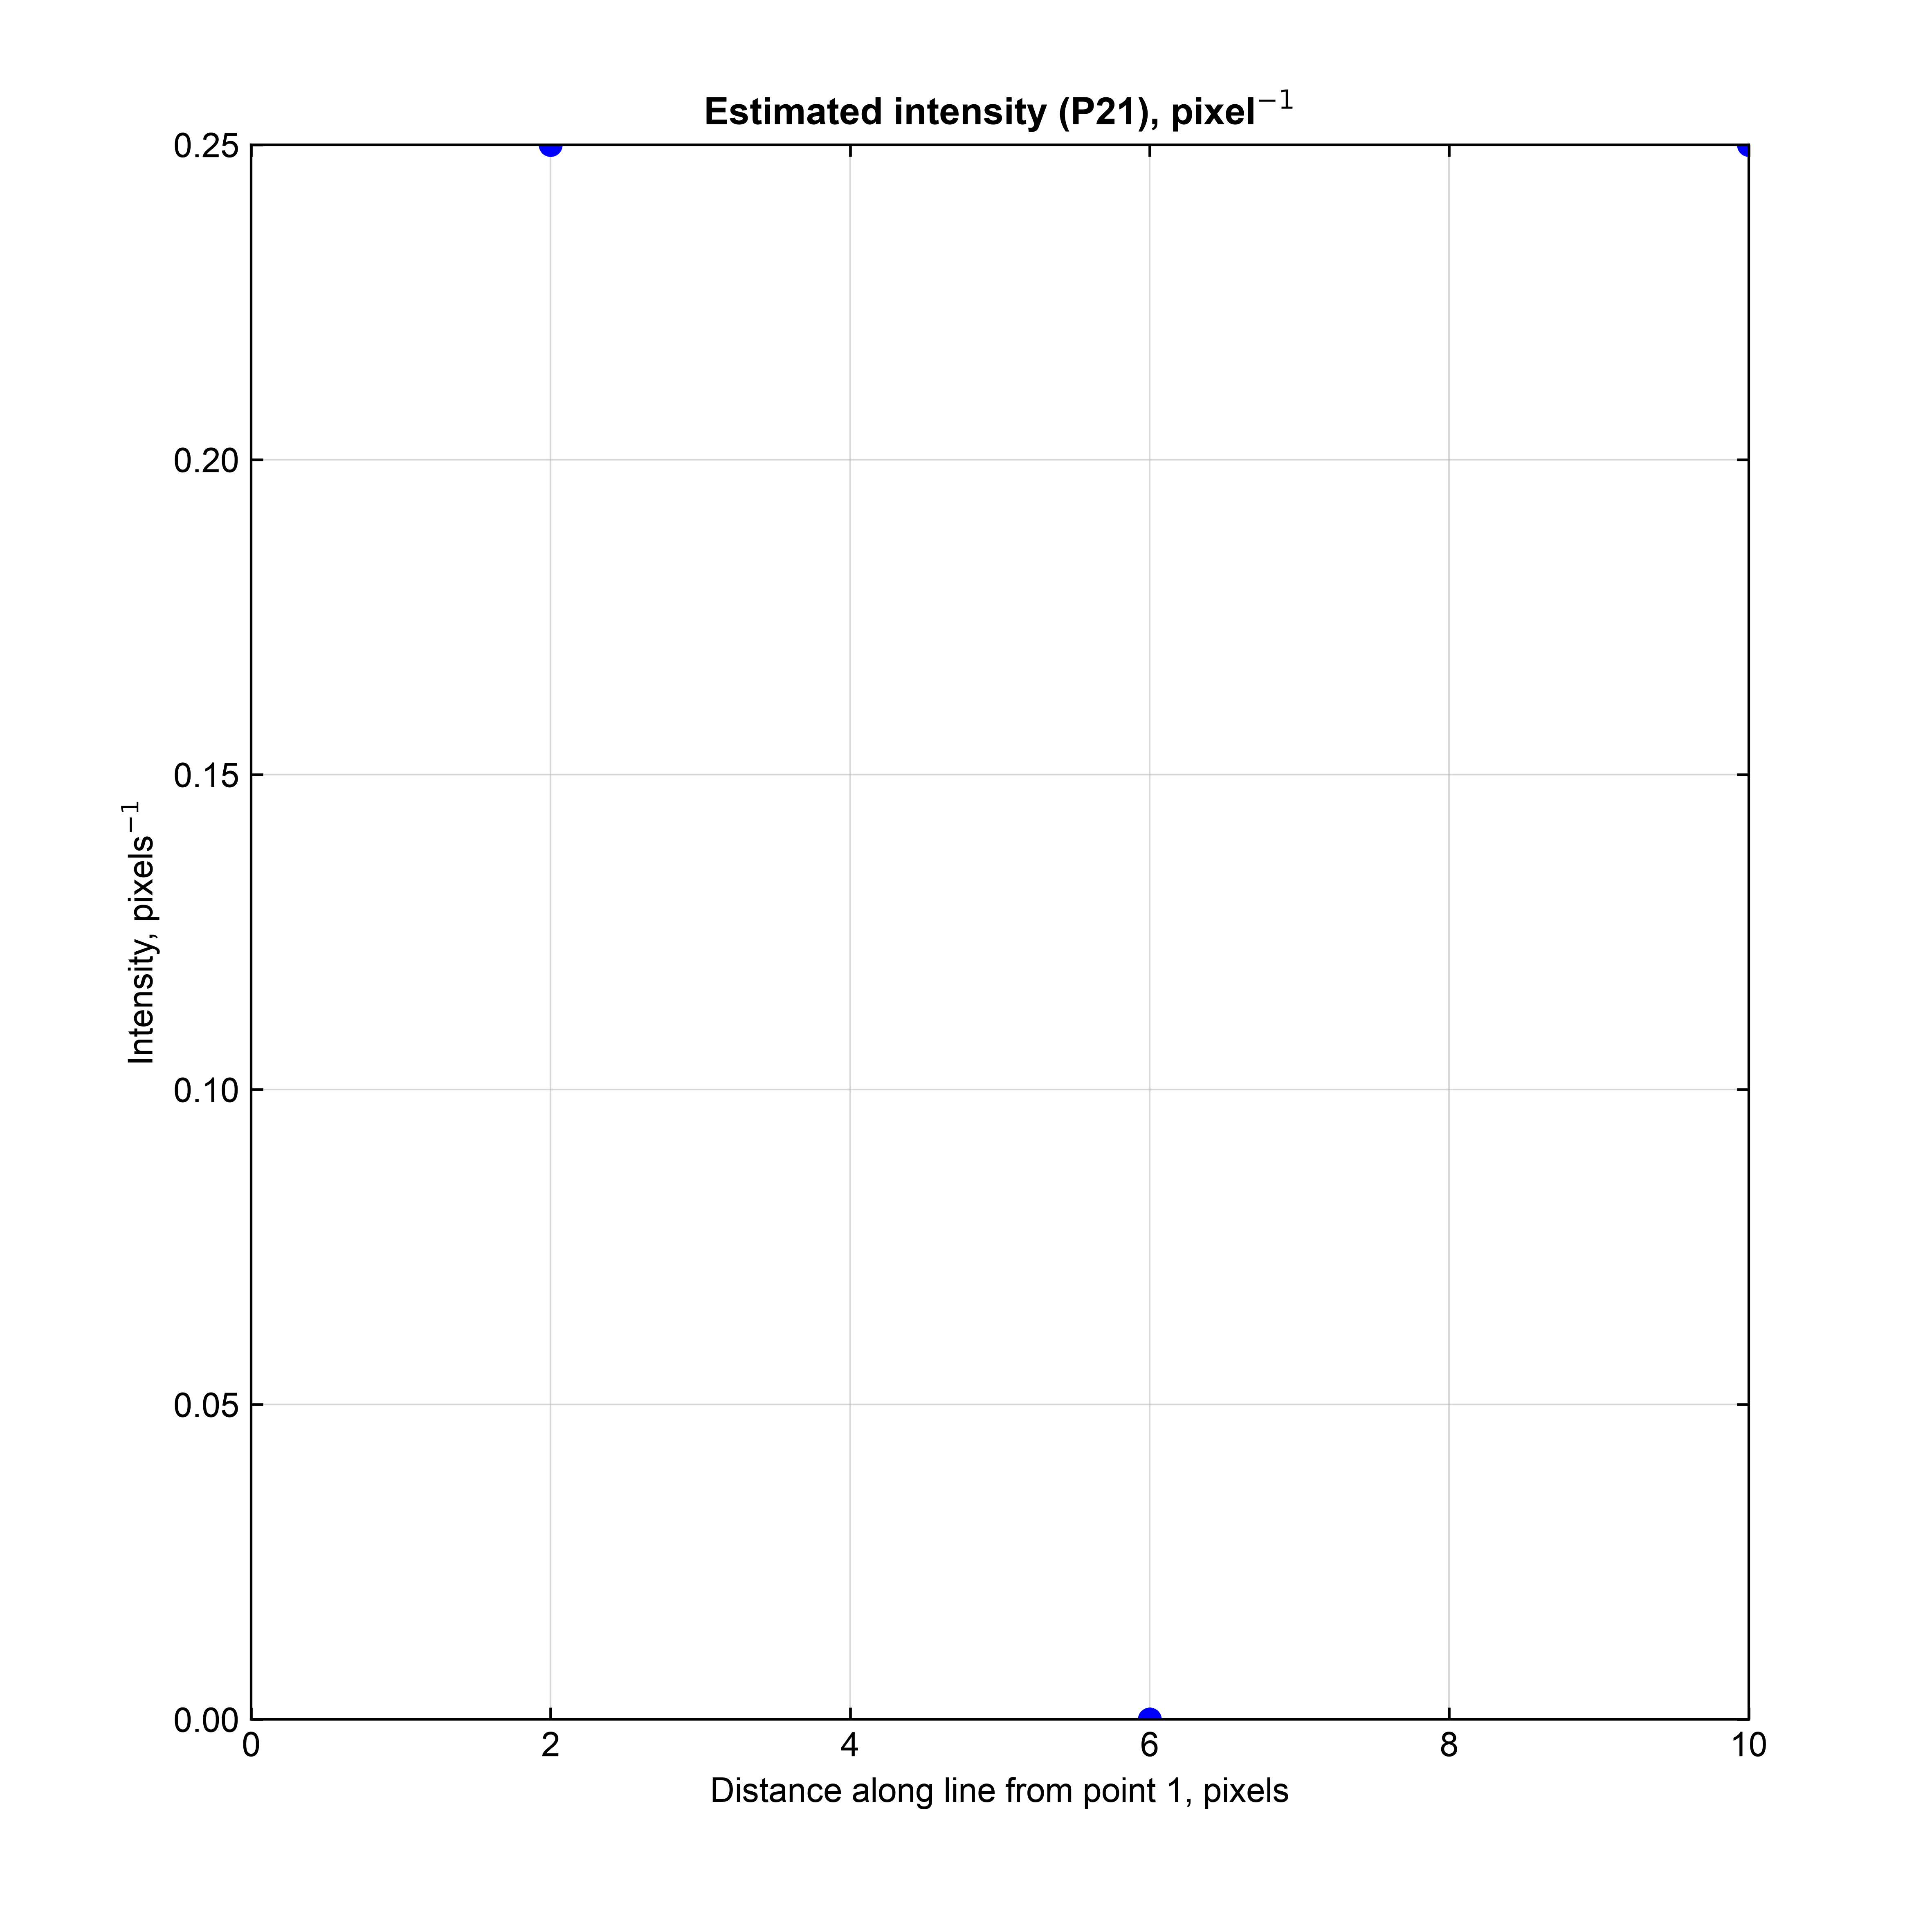 Estimated intensity (P21), pixel⁻¹
0.25
0.20
0.15
0.10
0.05
0.00
Intensity, pixels⁻¹
0 2 4 6 8 10
Distance along line from point 1, pixels